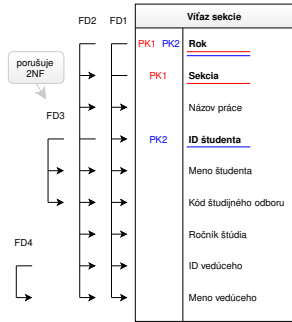 FD2 FD1 Víťaz sekcie
PK1 PK2 Rok
porušuje
2NF
PK1 Sekcia
Názov práce
FD3
PK2 ID študenta
Meno študenta
Kód študijného odboru
Ročník štúdia
FD4
ID vedúceho
Meno vedúceho